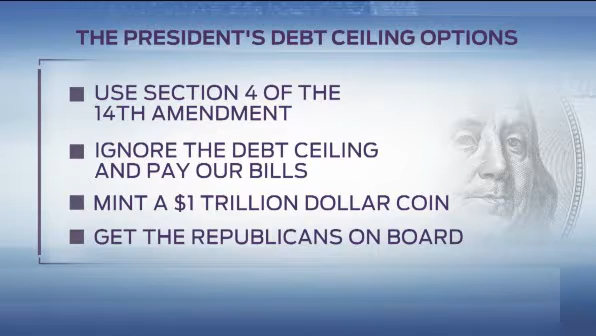 THE PRESIDENT'S DEBT CEILING OPTIONS
USE SECTION 4 OF THE
14TH AMENDMENT
IGNORE THE DEBT CEILING
AND PAY OUR BILLS
MINT A $1 TRILLION DOLLAR COIN
GET THE REPUBLICANS ON BOARD